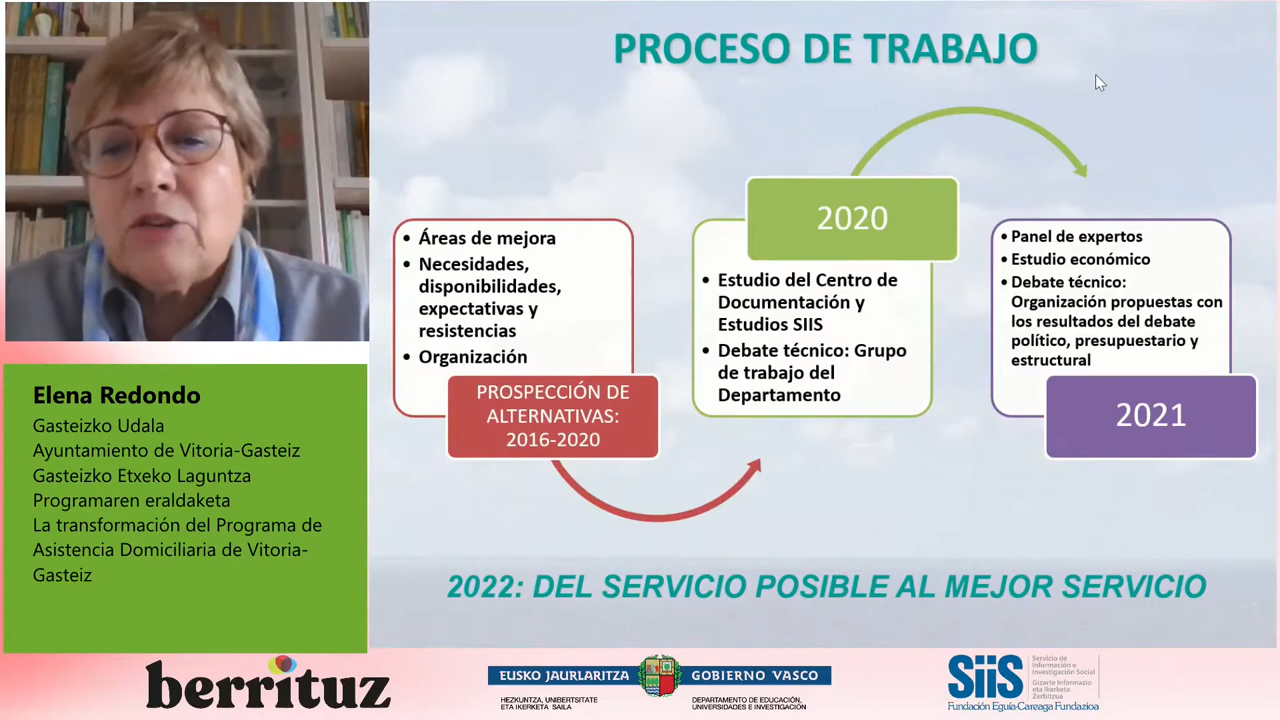 PROCESO DE TRABAJO
• Áreas de mejora
• Necesidades,
disponibilidades,
expectativas y
resistencias
• Organización
PROSPECCIÓN DE
ALTERNATIVAS:
2016-2020
2020
• Estudio del Centro de
Documentación y
Estudios SIIS
• Debate técnico: Grupo
de trabajo del
Departamento
• Panel de expertos
• Estudio económico
• Debate técnico:
Organización propuestas con
los resultados del debate
político, presupuestario y
estructural
2021
2022: DEL SERVICIO POSIBLE AL MEJOR SERVICIO
Elena Redondo
Gasteizko Udala
Ayuntamiento de Vitoria-Gasteiz
Gasteizko Etxeko Laguntza
Programaren eraldaketa
La transformación del Programa de
Asistencia Domiciliaria de Vitoria-
Gasteiz
berrituz
EUSKO JAURLARITZA
GOBIERNO VASCO
HEZKUNTZA, UNIBERTSITATE
ETA IKERKETA SAILA
DEPARTAMENTO DE EDUCACIÓN,
UNIVERSIDADES E INVESTIGACIÓN
SiiS
Servicio de
Información e
Investigación Social
Gizarte Informazio
eta Ikerketa
Zerbitzua
Fundación Eguía-Careaga Fundazioa